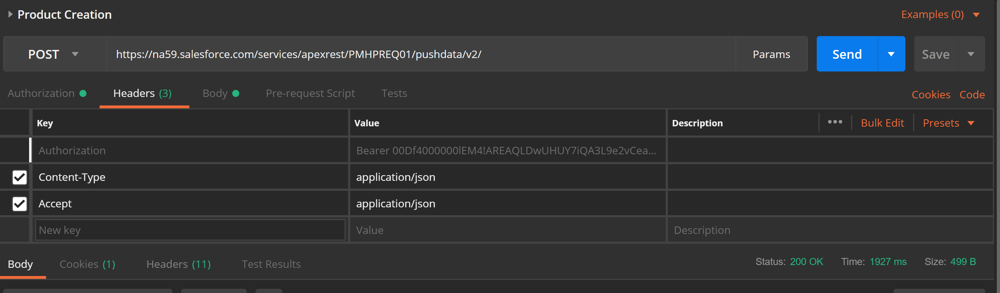 Product Creation
Examples (0)
POST
https://na59.salesforce.com/services/apexrest/PMHPREQ01/pushdata/v2/
Params
Send
Save
Authorization
Headers (3)
Body
Pre-request Script
Tests
Cookies
Code
Key
Value
Description
Bulk Edit
Presets
Authorization
Bearer 00Df4000000lEM4!AREAQLDwUHUY7iQA3L9e2vCea...
Content-Type
application/json
Accept
application/json
New key
Value
Description
Body
Cookies (1)
Headers (11)
Test Results
Status: 200 OK
Time: 1927 ms
Size: 499 B